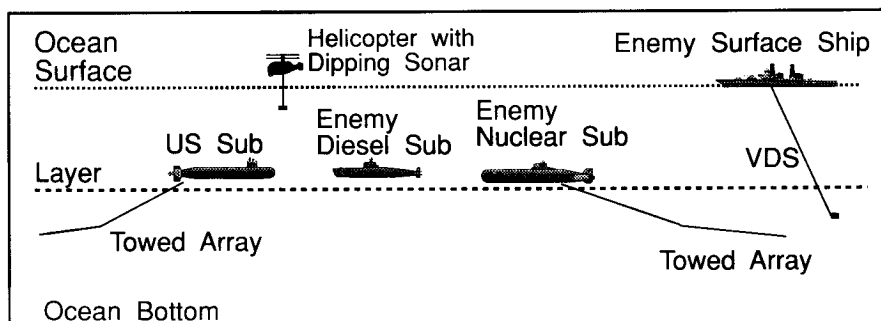 Ocean
Surface
Helicopter with
Dipping Sonar
Enemy Surface Ship
US Sub
Enemy
Diesel Sub
Enemy
Nuclear Sub
VDS
Layer
Towed Array
Towed Array
Ocean Bottom